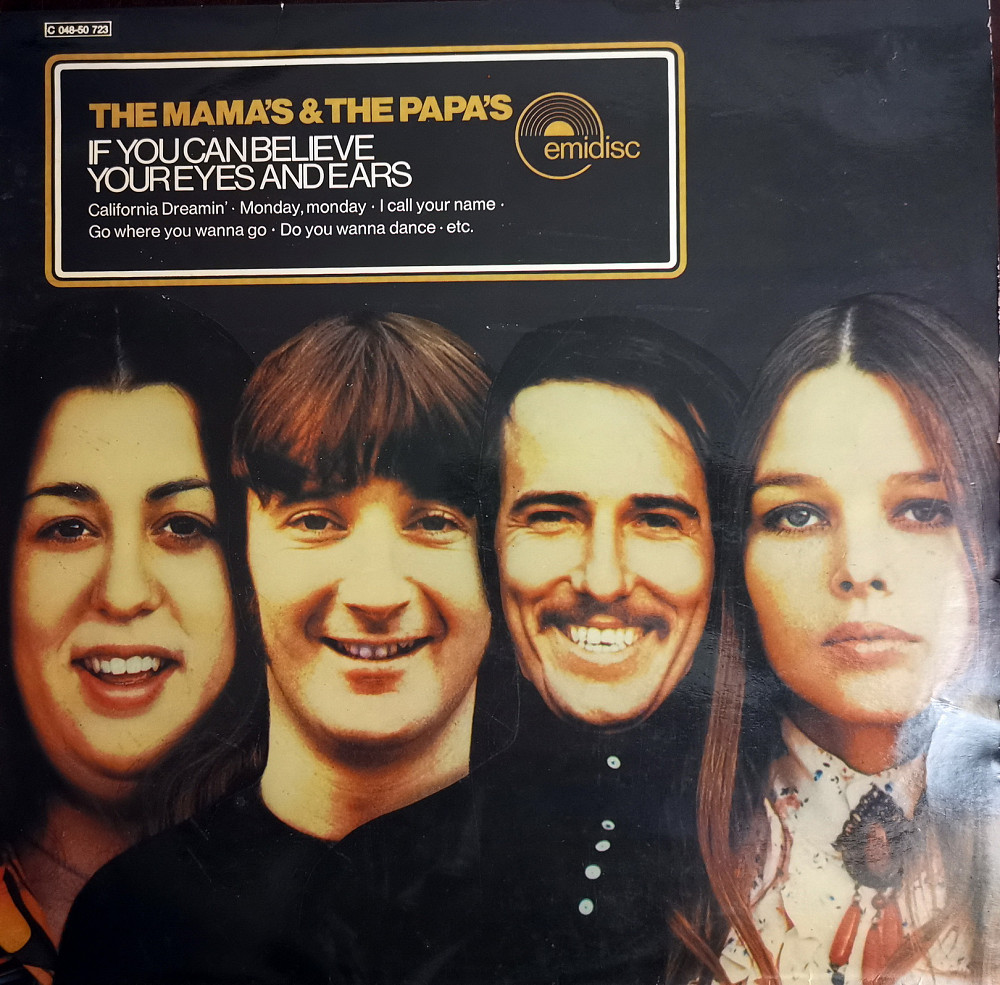 C 048-50 723
THE MAMA'S & THE PAPA'S
emidisc
IF YOU CAN BELIEVE
YOUR EYES AND EARS
California Dreamin' · Monday, monday · I call your name ·
Go where you wanna go · Do you wanna dance · etc.